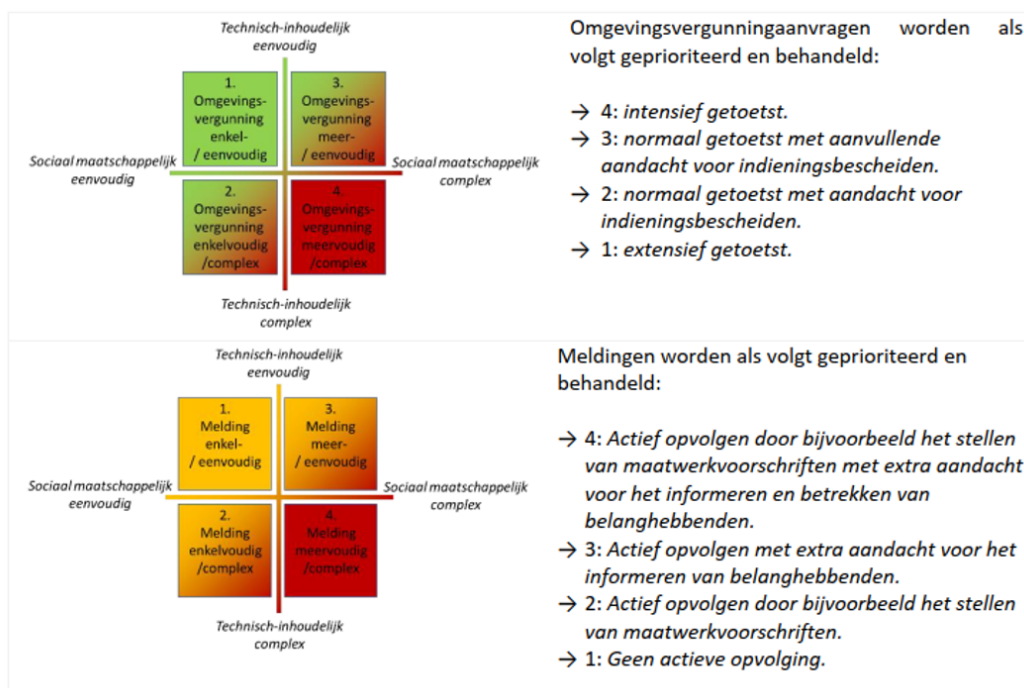 Technisch-inhoudelijk
eenvoudig
1.
Omgevings-
vergunning
enkel-
/ eenvoudig
3.
Omgevings-
vergunning
meer-
/ eenvoudig
Sociaal maatschappelijk
eenvoudig
Sociaal maatschappelijk
complex
2.
Omgevings-
vergunning
enkelvoudig
/complex
4.
Omgevings-
vergunning
meervoudig
/complex
Technisch-inhoudelijk
complex
Omgevingsvergunningaanvragen worden als
volgt geprioriteerd en behandeld:
→ 4: intensief getoetst.
→ 3: normaal getoetst met aanvullende
aandacht voor indieningsbescheiden.
→ 2: normaal getoetst met aandacht voor
indieningsbescheiden.
→ 1: extensief getoetst.
Technisch-inhoudelijk
eenvoudig
1.
Melding
enkel-
/ eenvoudig
3.
Melding
meer-
/ eenvoudig
Sociaal maatschappelijk
eenvoudig
Sociaal maatschappelijk
complex
2.
Melding
enkelvoudig
/complex
4.
Melding
meervoudig
/complex
Technisch-inhoudelijk
complex
Meldingen worden als volgt geprioriteerd en
behandeld:
→ 4: Actief opvolgen door bijvoorbeeld het stellen
van maatwerkvoorschriften met extra aandacht
voor het informeren en betrekken van
belanghebbenden.
→ 3: Actief opvolgen met extra aandacht voor het
informeren van belanghebbenden.
→ 2: Actief opvolgen door bijvoorbeeld het stellen
van maatwerkvoorschriften.
→ 1: Geen actieve opvolging.